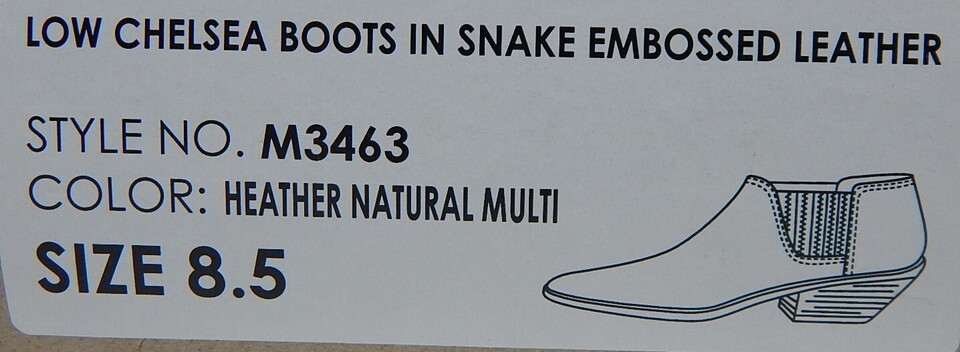 LOW CHELSEA BOOTS IN SNAKE EMBOSSED LEATHER
STYLE NO. M3463
COLOR: HEATHER NATURAL MULTI
SIZE 8.5